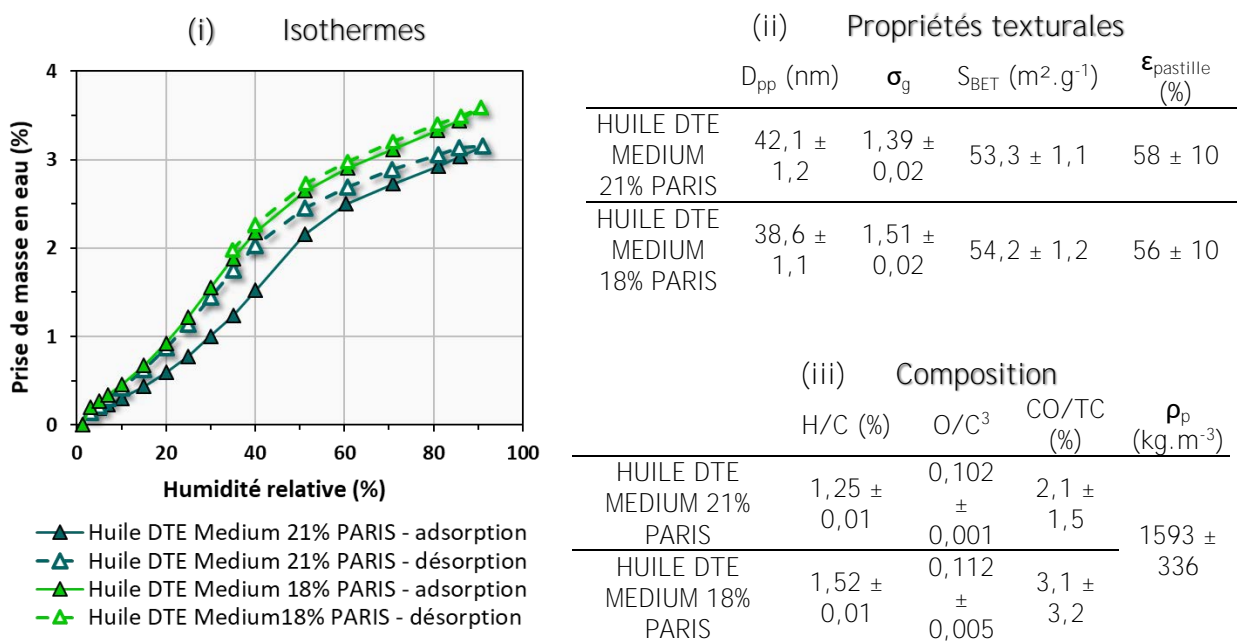 (i) Isothermes
4
3
2
1
0
Prise de masse en eau (%)
0 20 40 60 80 100
Humidité relative (%)
Huile DTE Medium 21% PARIS - adsorption
Huile DTE Medium 21% PARIS - désorption
Huile DTE Medium 18% PARIS - adsorption
Huile DTE Medium18% PARIS - désorption
(ii) Propriétés texturales
Dpp (nm) σg SBET (m².g⁻¹) εpastille (%)
HUILE DTE
MEDIUM
21% PARIS
42,1 ±
1,2
1,39 ±
0,02
53,3 ± 1,1
58 ± 10
HUILE DTE
MEDIUM
18% PARIS
38,6 ±
1,1
1,51 ±
0,02
54,2 ± 1,2
56 ± 10
(iii) Composition
H/C (%)
O/C³
CO/TC
(%)
ρp
(kg.m⁻³)
HUILE DTE
MEDIUM 21%
PARIS
1,25 ±
0,01
0,102
±
0,001
2,1 ±
1,5
HUILE DTE
MEDIUM 18%
PARIS
1,52 ±
0,01
0,112
±
0,005
3,1 ±
3,2
1593 ±
336